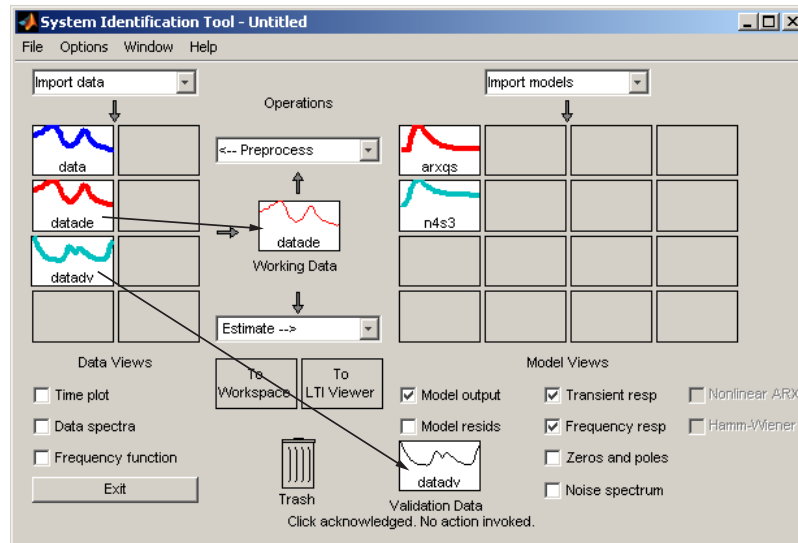 System Identification Tool - Untitled
File Options Window Help
Import data
Operations
Import models
<-- Preprocess
data
arxqs
datade
datade
n4s3
Working Data
datadv
Estimate -->
Data Views
To Workspace
To LTI Viewer
Model Views
Time plot
Model output
Transient resp
Nonlinear ARX
Data spectra
Model resids
Frequency resp
Hamm-Wiener
Frequency function
Zeros and poles
datadv
Exit
Trash
Validation Data
Noise spectrum
Click acknowledged. No action invoked.